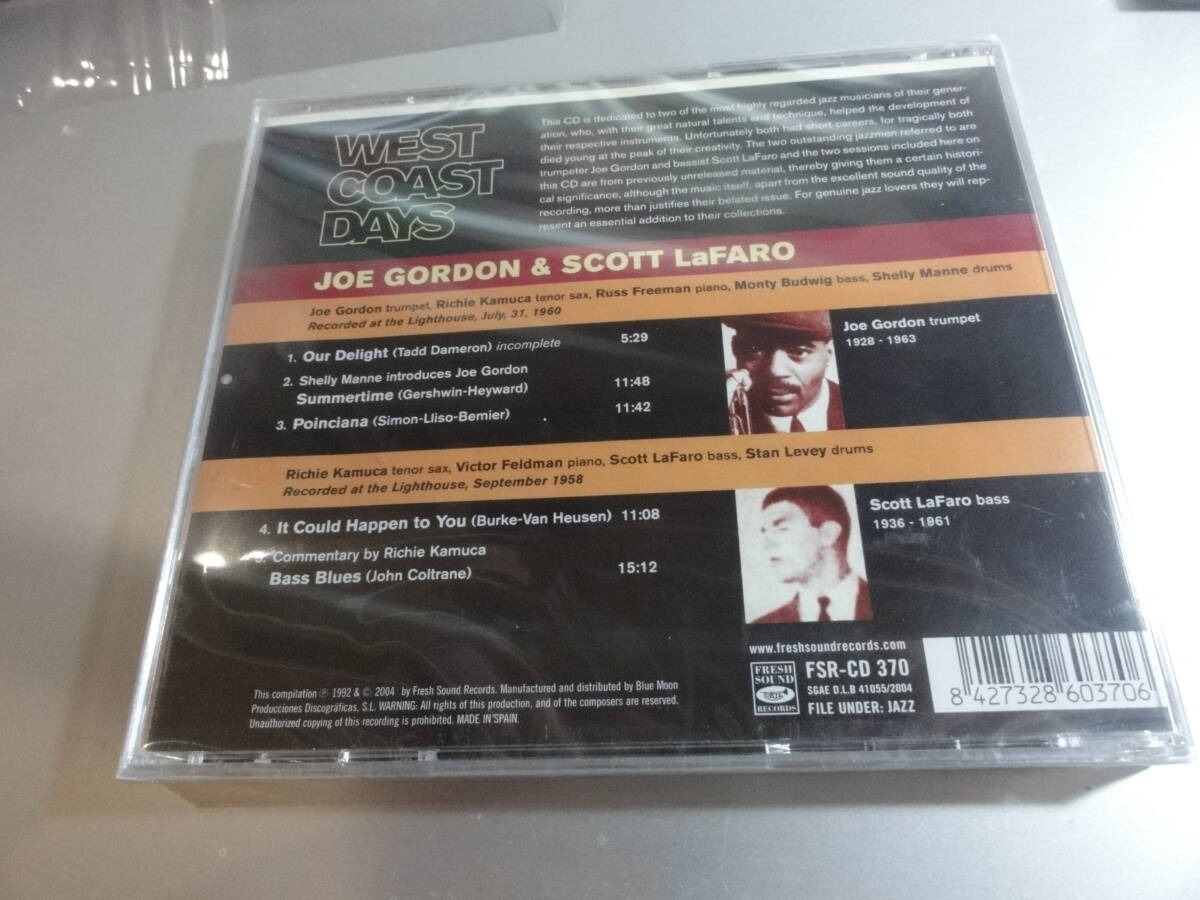 WEST
COAST
DAYS
This CD is dedicated to two of the most highly regarded jazz musicians of their gener-
ation, who, with their great natural talents and technique, helped the development of
their respective instruments. Unfortunately both had short careers, for tragically both
died young at the peak of their creativity. The two outstanding jazzmen referred to are
trumpeter Joe Gordon and bassist Scott LaFaro and the two sessions included here on
this CD are from previously unreleased material, thereby giving them a certain histori-
cal significance, although the music itself, apart from the excellent sound quality of the
recording, more than justifies their belated issue. For genuine jazz lovers they will rep-
resent an essential addition to their collections.
JOE GORDON & SCOTT LaFARO
Joe Gordon trumpet, Richie Kamuca tenor sax, Russ Freeman piano, Monty Budwig bass, Shelly Manne drums
Recorded at the Lighthouse, July, 31, 1960
1. Our Delight (Tadd Dameron) incomplete 5:29
2. Shelly Manne introduces Joe Gordon
Summertime (Gershwin-Heyward) 11:48
3. Poinciana (Simon-Lliso-Bernier) 11:42
Joe Gordon trumpet
1928 - 1963
Richie Kamuca tenor sax, Victor Feldman piano, Scott LaFaro bass, Stan Levey drums
Recorded at the Lighthouse, September 1958
4. It Could Happen to You (Burke-Van Heusen) 11:08
5. Commentary by Richie Kamuca
Bass Blues (John Coltrane) 15:12
Scott LaFaro bass
1936 - 1961
This compilation ℗ 1992 & © 2004 by Fresh Sound Records. Manufactured and distributed by Blue Moon
Producciones Discográficas, S.L. WARNING: All rights of this production, and of the composers are reserved.
Unauthorized copying of this recording is prohibited. MADE IN SPAIN.
www.freshsoundrecords.com
FRESH
SOUND
RECORDS
FSR-CD 370
SGAE D.L.B 41055/2004
FILE UNDER: JAZZ
8 427328 603706